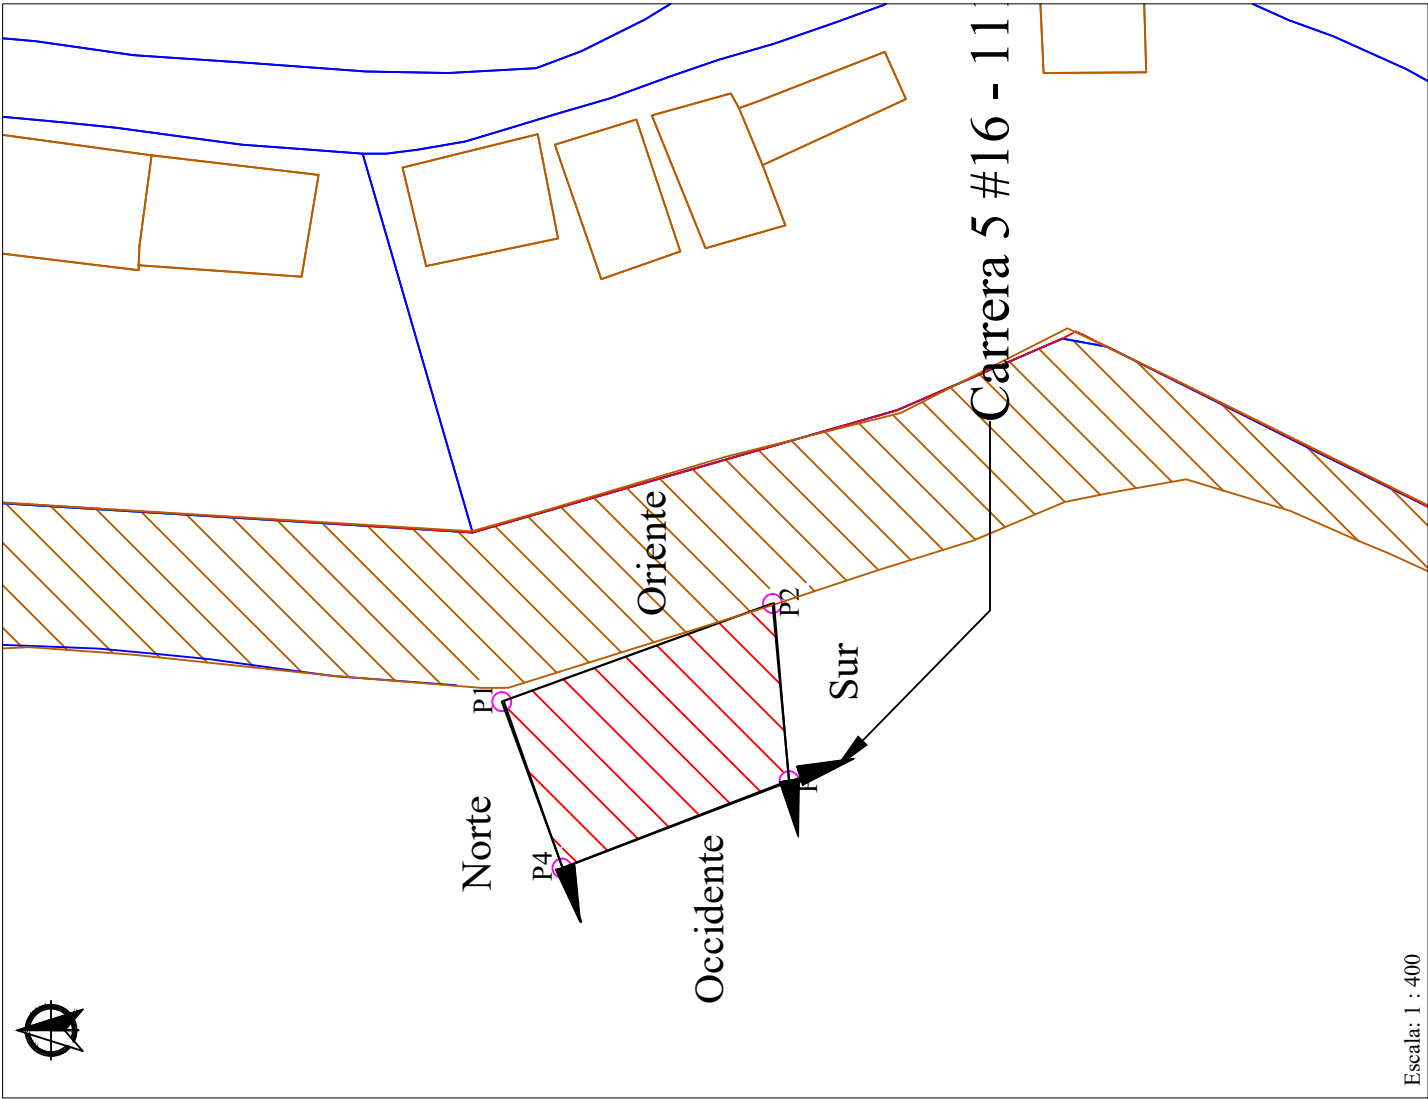 Carrera 5 #16 - 11
Oriente
P1
P2
Norte
Sur
P4
P
Occidente
Escala: 1 : 400